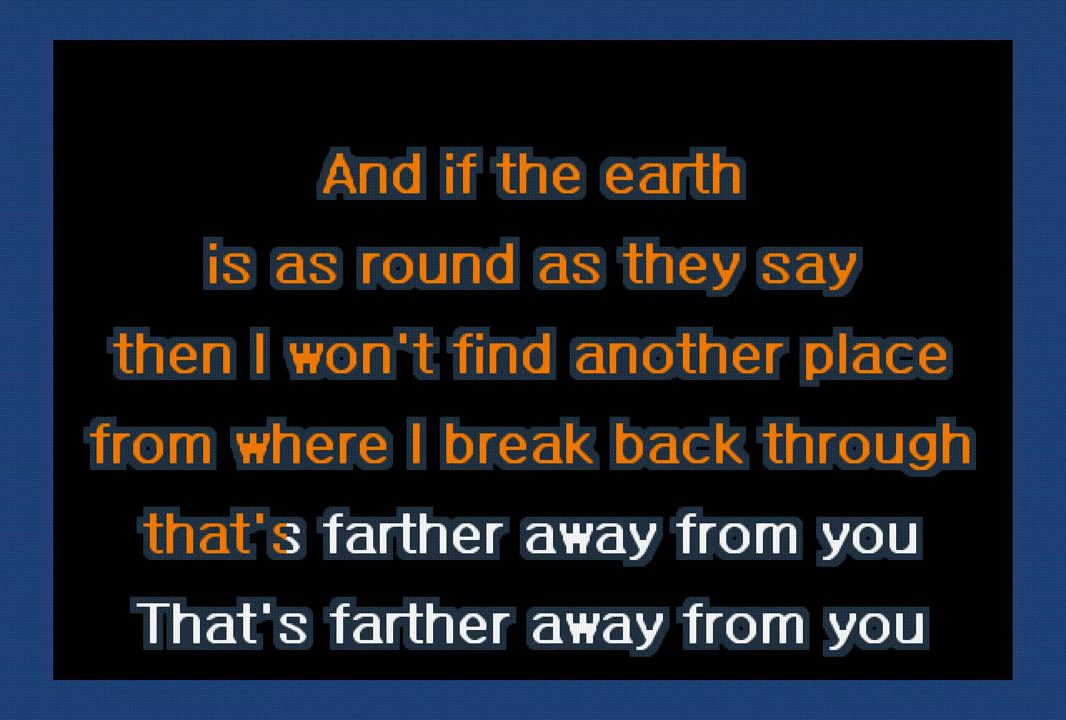 And if the earth
is as round as they say
then I won't find another place
from where I break back through
that's farther away from you
That's farther away from you